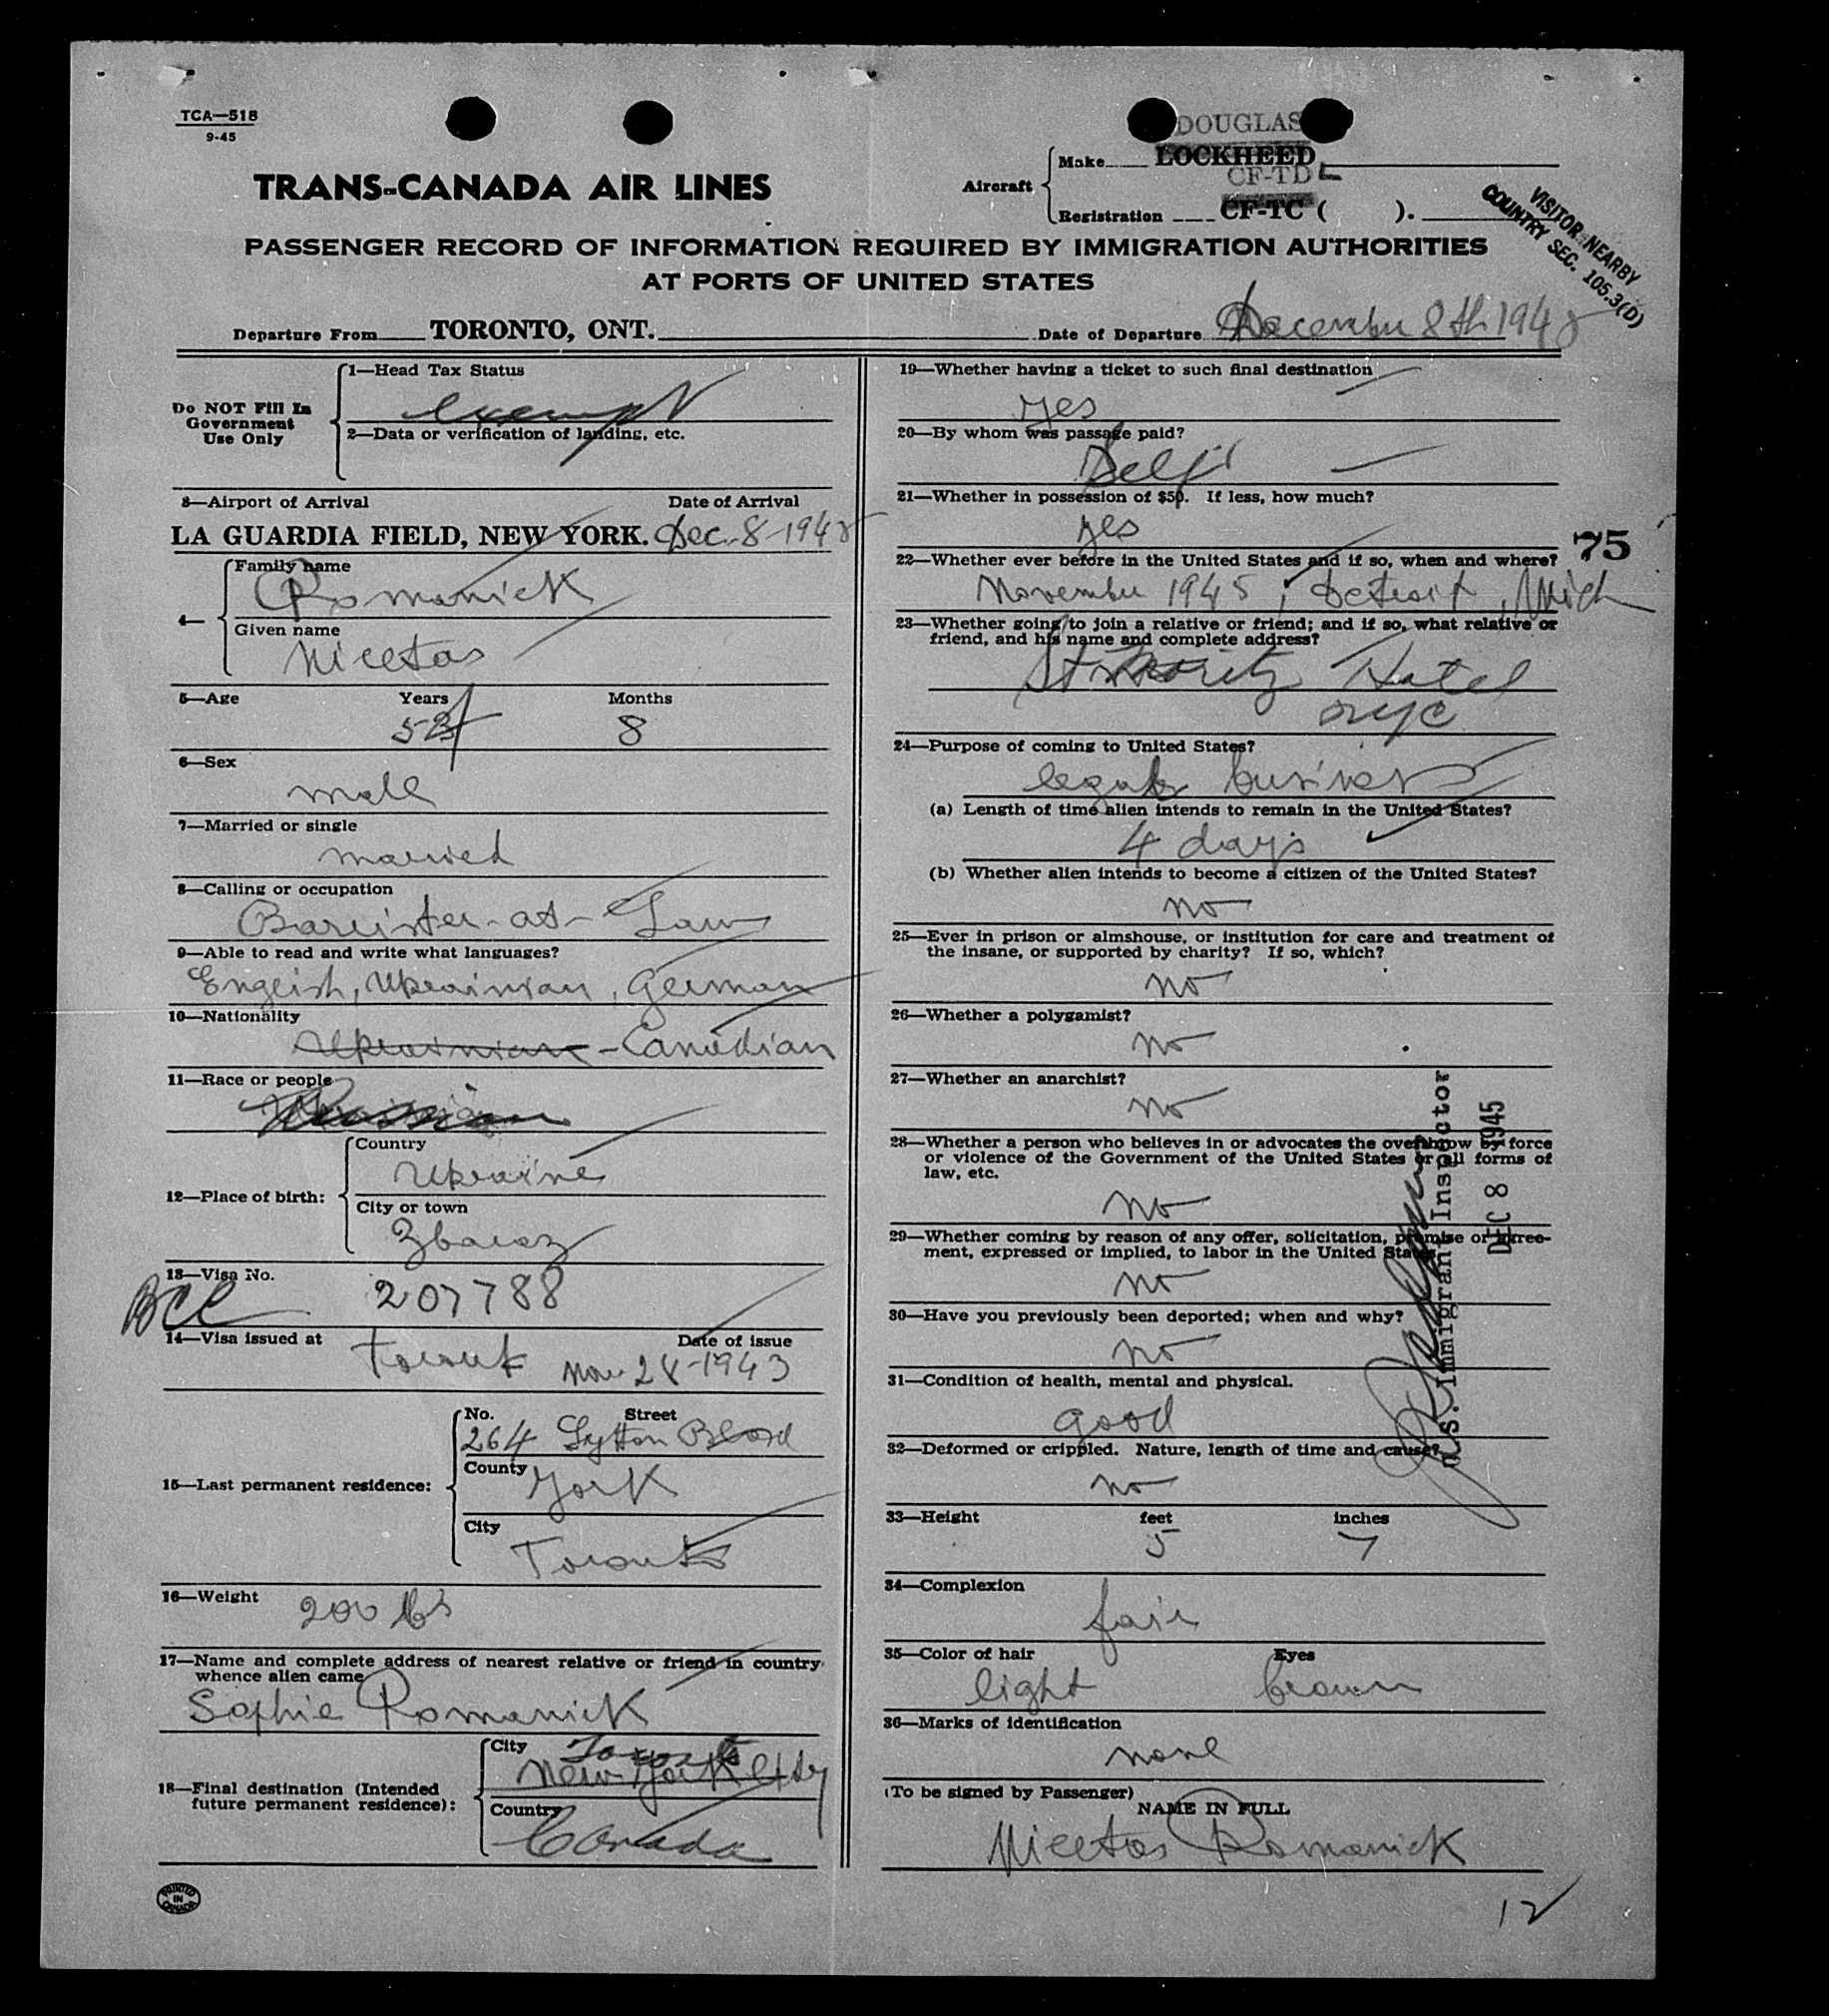 TCA—518
9-45
TRANS-CANADA AIR LINES
DOUGLAS
Aircraft
Make LOCKHEED
CF-TD L
Registration CF-TC ( ).
VISITOR NEARBY
COUNTRY SEC. 105.3(D)
PASSENGER RECORD OF INFORMATION REQUIRED BY IMMIGRATION AUTHORITIES
AT PORTS OF UNITED STATES
Departure From TORONTO, ONT. Date of Departure December 8th 1945
Do NOT Fill In
Government
Use Only
1—Head Tax Status
exempt
2—Data or verification of landing, etc.
3—Airport of Arrival Date of Arrival
LA GUARDIA FIELD, NEW YORK. Dec. 8-1945
4—
Family name
Romanick
Given name
Nicetas
5—Age Years Months
8
6—Sex
male
7—Married or single
married
8—Calling or occupation
Barrister-at-Law
9—Able to read and write what languages?
English, Ukrainian, German
10—Nationality
Ukrainian-Canadian
11—Race or people
Russian
12—Place of birth:
Country
Ukraine
City or town
Zbaraz
13—Visa No.
BCC 207788
14—Visa issued at Date of issue
Toronto Nov 28-1943
15—Last permanent residence:
No. Street
264 Lytton Blvd
County
York
City
Toronto
16—Weight
200 lbs
17—Name and complete address of nearest relative or friend in country
whence alien came
Sophie Romanick
18—Final destination (Intended
future permanent residence):
City
Toronto
New York City
Country
Canada
PRINTED
IN
CANADA
19—Whether having a ticket to such final destination
yes
20—By whom was passage paid?
Self
21—Whether in possession of $50. If less, how much?
yes
75
22—Whether ever before in the United States and if so, when and where?
November 1945, Detroit, Mich
23—Whether going to join a relative or friend; and if so, what relative or
friend, and his name and complete address?
St Moritz Hotel
NYC
24—Purpose of coming to United States?
legal business
(a) Length of time alien intends to remain in the United States?
4 days
(b) Whether alien intends to become a citizen of the United States?
no
25—Ever in prison or almshouse, or institution for care and treatment of
the insane, or supported by charity? If so, which?
no
26—Whether a polygamist?
no
27—Whether an anarchist?
no
28—Whether a person who believes in or advocates the overthrow by force
or violence of the Government of the United States or all forms of
law, etc.
no
29—Whether coming by reason of any offer, solicitation, promise or agree-
ment, expressed or implied, to labor in the United States
no
30—Have you previously been deported; when and why?
no
31—Condition of health, mental and physical.
good
32—Deformed or crippled. Nature, length of time and cause?
no
33—Height feet inches
5 7
34—Complexion
fair
35—Color of hair Eyes
light brown
36—Marks of identification
none
(To be signed by Passenger)
NAME IN FULL
Nicetas Romanick
U.S. Immigrant Inspector
DEC 8 1945
12